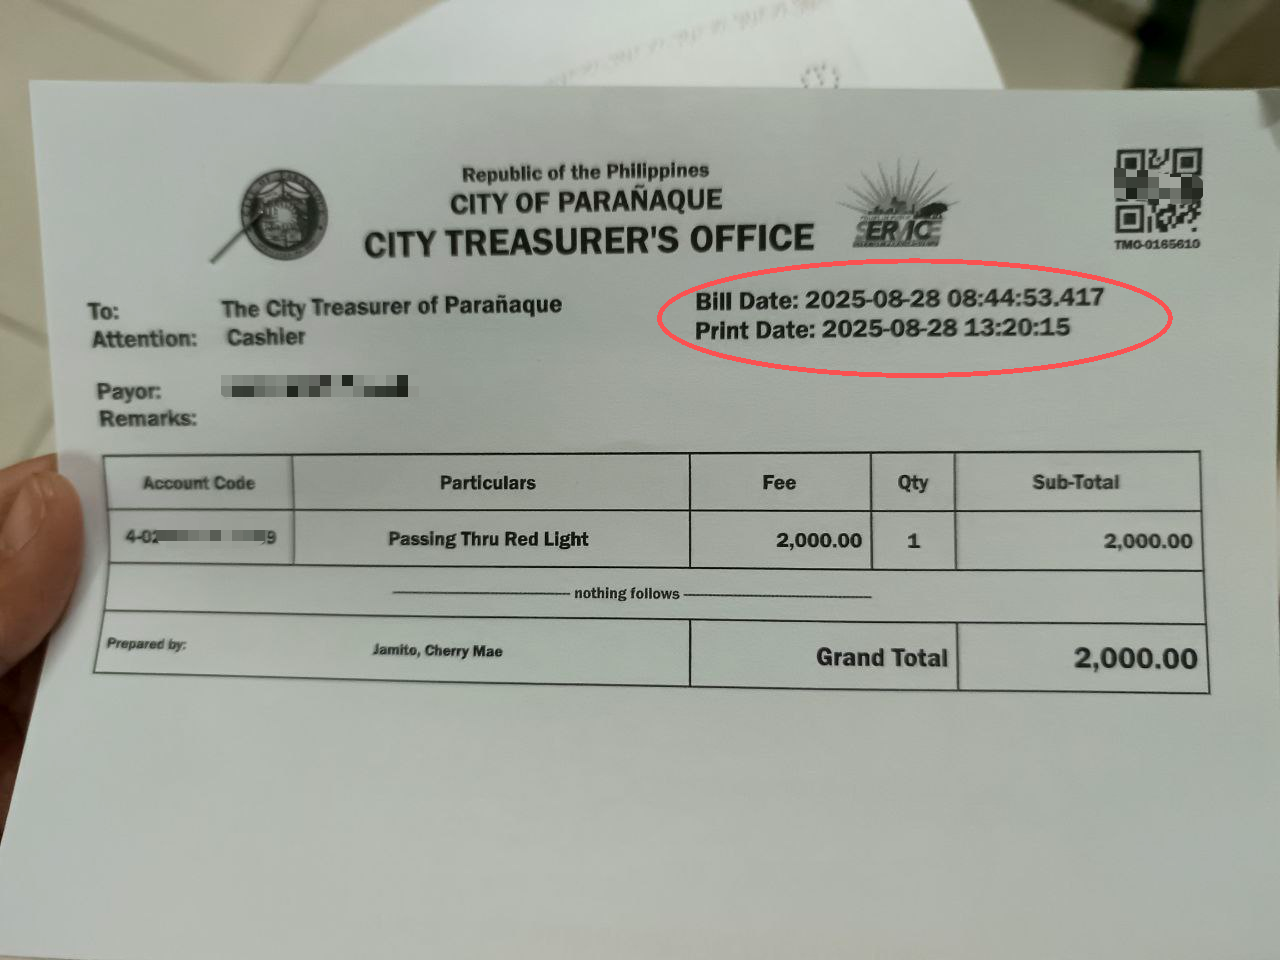 Republic of the Philippines
CITY OF PARAÑAQUE
CITY TREASURER'S OFFICE
SERVICE
TMO-0165610
To: The City Treasurer of Parañaque
Attention: Cashier
Bill Date: 2025-08-28 08:44:53.417
Print Date: 2025-08-28 13:20:15
Payor:
Remarks:
Account Code Particulars Fee Qty Sub-Total
Passing Thru Red Light 2,000.00 1 2,000.00
nothing follows
Prepared by: Jamito, Cherry Mae Grand Total 2,000.00